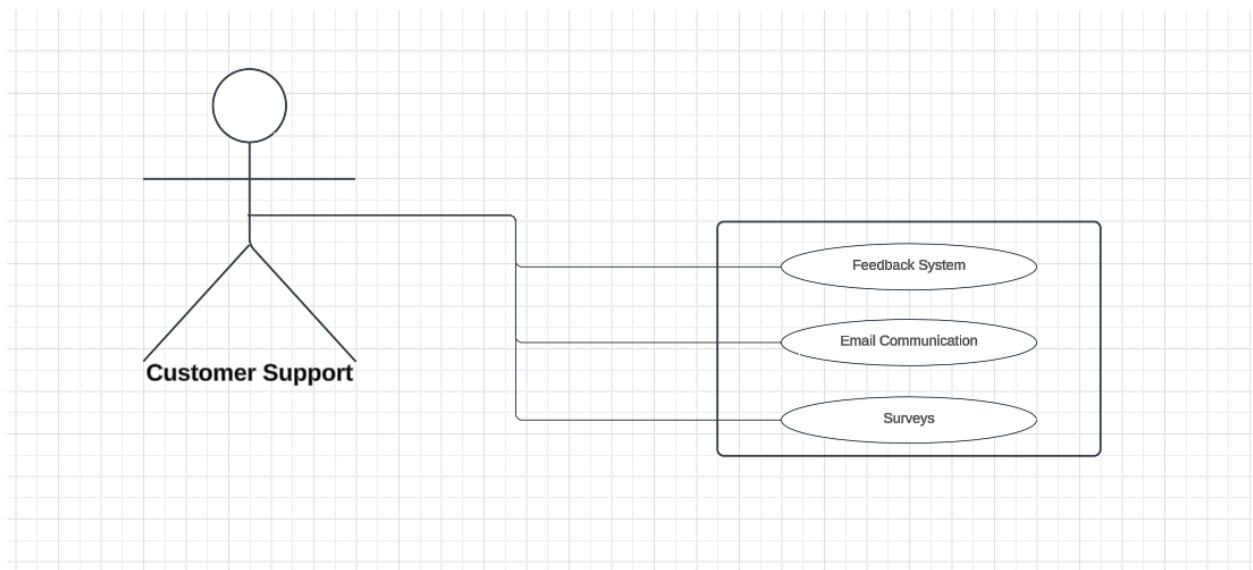 Feedback System
Email Communication
Customer Support
Surveys